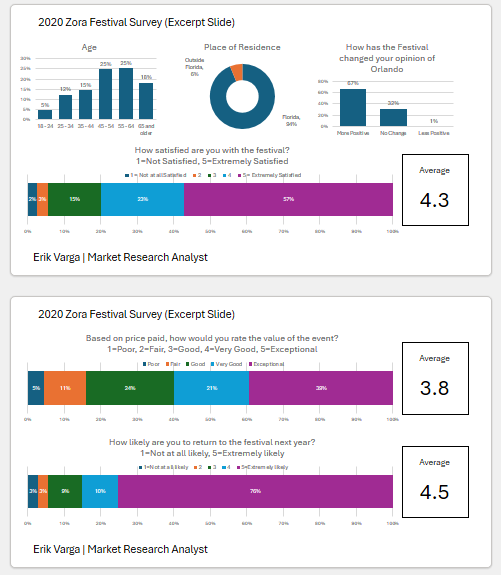 2020 Zora Festival Survey (Excerpt Slide)
Age
30%
25%
20%
15%
10%
5%
0%
5%
12%
15%
25%
25%
18%
18-24
25-34
35-44
45-54
55-64
65 and older
Place of Residence
Outside
Florida,
6%
Florida,
94%
How has the Festival
changed your opinion of
Orlando
80%
60%
40%
20%
0%
67%
32%
1%
More Positive
No Change
Less Positive
How satisfied are you with the festival?
1=Not Satisfied, 5=Extremely Satisfied
1= Not at all Satisfied 2 3 4 5= Extremely Satisfied
3% 15% 23% 57%
0% 10% 20% 30% 40% 50% 60% 70% 80% 90% 100%
Average
4.3
Erik Varga | Market Research Analyst
2020 Zora Festival Survey (Excerpt Slide)
Based on price paid, how would you rate the value of the event?
1=Poor, 2=Fair, 3=Good, 4=Very Good, 5=Exceptional
Poor Fair Good Very Good Exceptional
5% 11% 24% 21% 39%
0% 10% 20% 30% 40% 50% 60% 70% 80% 90% 100%
Average
3.8
How likely are you to return to the festival next year?
1=Not at all likely, 5=Extremely likely
1=Not at all likely 2 3 4 5=Extremely likely
3% 3% 9% 10% 76%
0% 10% 20% 30% 40% 50% 60% 70% 80% 90% 100%
Average
4.5
Erik Varga | Market Research Analyst